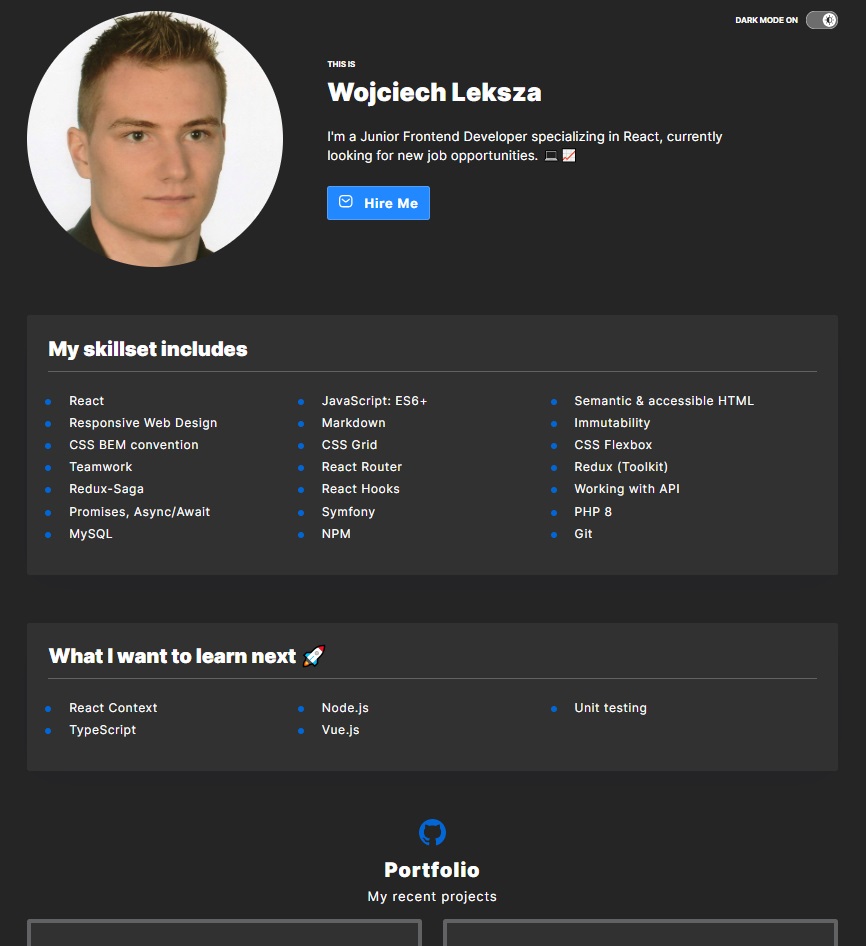 DARK MODE ON
THIS IS
Wojciech Leksza
I'm a Junior Frontend Developer specializing in React, currently
looking for new job opportunities. 💻 📈
Hire Me
My skillset includes
React
JavaScript: ES6+
Semantic & accessible HTML
Responsive Web Design
Markdown
Immutability
CSS BEM convention
CSS Grid
CSS Flexbox
Teamwork
React Router
Redux (Toolkit)
Redux-Saga
React Hooks
Working with API
Promises, Async/Await
Symfony
PHP 8
MySQL
NPM
Git
What I want to learn next 🚀
React Context
Node.js
Unit testing
TypeScript
Vue.js
Portfolio
My recent projects